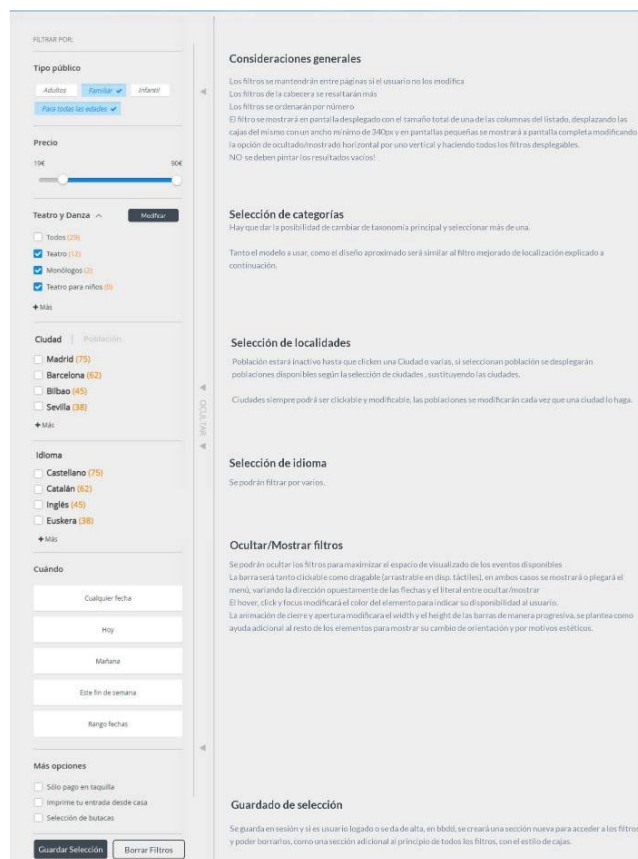 FILTRAR POR:
Tipo público
Adultos
Familiar
Infantil
Para todas las edades
Precio
19€
90€
Teatro y Danza
Modificar
Todos (29)
Teatro (12)
Monólogos (2)
Teatro para niños (0)
+ Más
Ciudad | Población
Madrid (75)
Barcelona (62)
Bilbao (45)
Sevilla (38)
+ Más
Idioma
Castellano (75)
Catalán (62)
Inglés (45)
Euskera (38)
+ Más
Cuándo
Cualquier fecha
Hoy
Mañana
Este fin de semana
Rango fechas
Más opciones
Sólo pago en taquilla
Imprime tu entrada desde casa
Selección de butacas
Guardar Selección
Borrar Filtros
OCULTAR
Consideraciones generales
Los filtros se mantendrán entre páginas si el usuario no los modifica
Los filtros de la cabecera se resaltarán más
Los filtros se ordenarán por número
El filtro se mostrará en pantalla desplegado con el tamaño total de una de las columnas del listado, desplazando las
cajas del mismo con un ancho mínimo de 340px y en pantallas pequeñas se mostrará a pantalla completa modificando
la opción de ocultado/mostrado horizontal por uno vertical y haciendo todos los filtros desplegables.
NO se deben pintar los resultados vacíos!
Selección de categorías
Hay que dar la posibilidad de cambiar de taxonomía principal y seleccionar más de una.
Tanto el modelo a usar, como el diseño aproximado será similar al filtro mejorado de localización explicado a
continuación.
Selección de localidades
Población estará inactivo hasta que clicken una Ciudad o varias, si seleccionan población se desplegarán
poblaciones disponibles según la selección de ciudades , sustituyendo las ciudades.
Ciudades siempre podrá ser clickable y modificable, las poblaciones se modificarán cada vez que una ciudad lo haga.
Selección de idioma
Se podrán filtrar por varios.
Ocultar/Mostrar filtros
Se podrán ocultar los filtros para maximizar el espacio de visualizado de los eventos disponibles
La barra será tanto clickable como dragable (arrastrable en disp. táctiles), en ambos casos se mostrará o plegará el
menú, variando la dirección opuestamente de las flechas y el literal entre ocultar/mostrar
El hover, click y focus modificará el color del elemento para indicar su disponibilidad al usuario.
La animación de cierre y apertura modificara el width y el height de las barras de manera progresiva, se plantea como
ayuda adicional al resto de los elementos para mostrar su cambio de orientación y por motivos estéticos.
Guardado de selección
Se guarda en sesión y si es usuario logado o se da de alta, en bbdd, se creará una sección nueva para acceder a los filtros
y poder borrarlos, como una sección adicional al principio de todos los filtros, con el estilo de cajas.